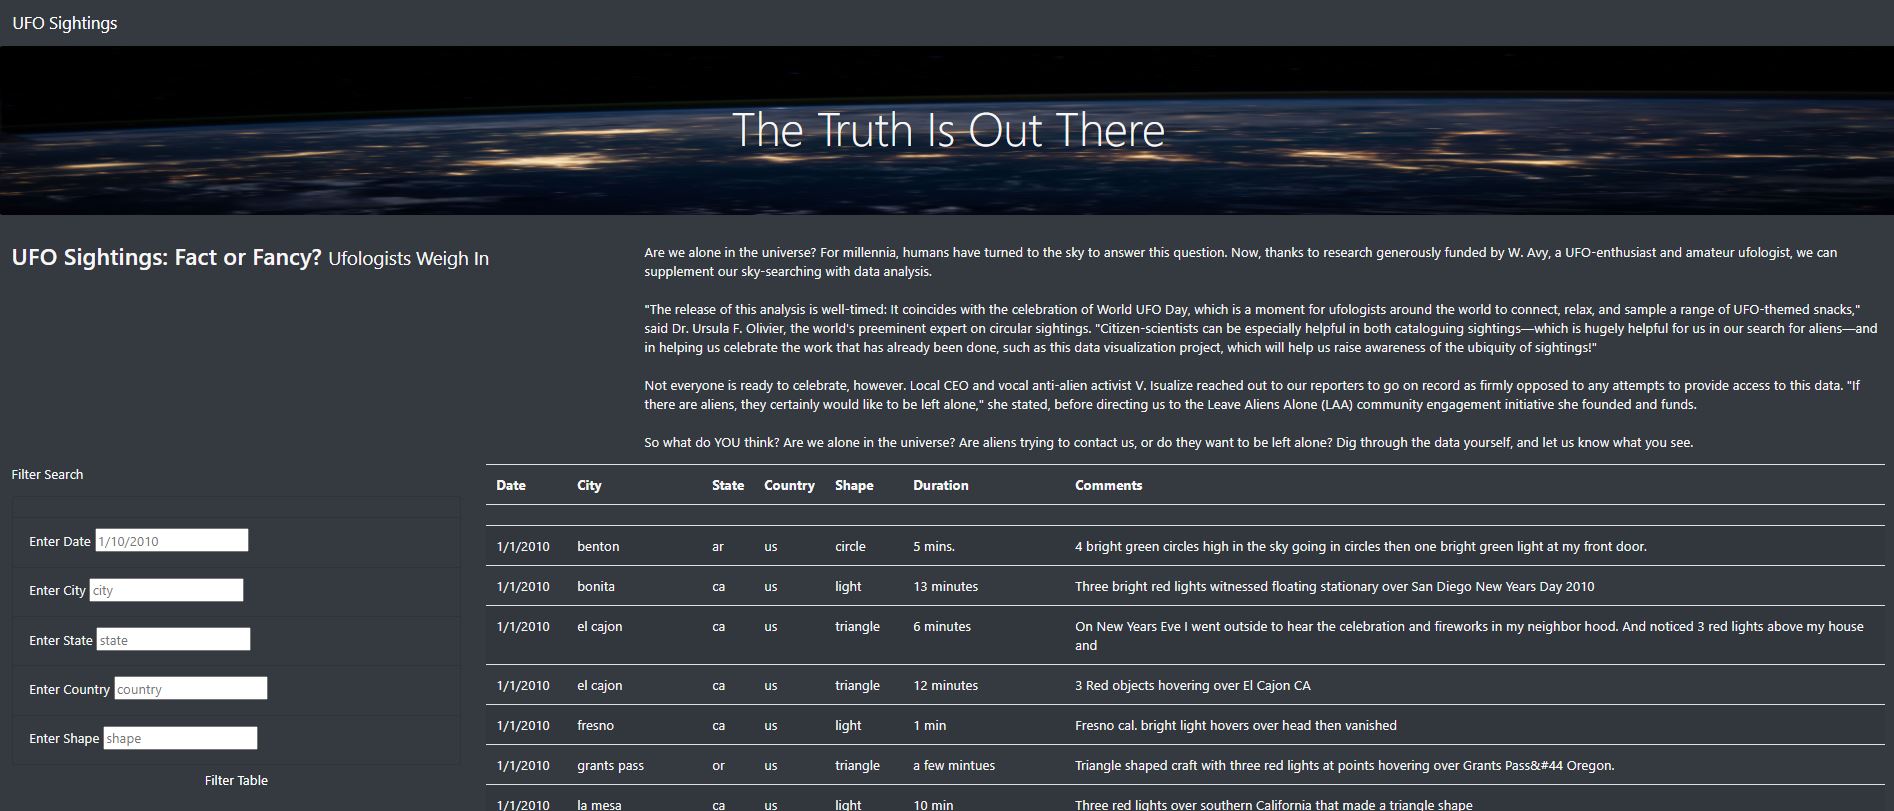 UFO Sightings
The Truth Is Out There
UFO Sightings: Fact or Fancy? Ufologists Weigh In
Are we alone in the universe? For millennia, humans have turned to the sky to answer this question. Now, thanks to research generously funded by W. Avy, a UFO-enthusiast and amateur ufologist, we can
supplement our sky-searching with data analysis.
"The release of this analysis is well-timed: It coincides with the celebration of World UFO Day, which is a moment for ufologists around the world to connect, relax, and sample a range of UFO-themed snacks,"
said Dr. Ursula F. Olivier, the world's preeminent expert on circular sightings. "Citizen-scientists can be especially helpful in both cataloguing sightings—which is hugely helpful for us in our search for aliens—and
in helping us celebrate the work that has already been done, such as this data visualization project, which will help us raise awareness of the ubiquity of sightings!"
Not everyone is ready to celebrate, however. Local CEO and vocal anti-alien activist V. Isualize reached out to our reporters to go on record as firmly opposed to any attempts to provide access to this data. "If
there are aliens, they certainly would like to be left alone," she stated, before directing us to the Leave Aliens Alone (LAA) community engagement initiative she founded and funds.
So what do YOU think? Are we alone in the universe? Are aliens trying to contact us, or do they want to be left alone? Dig through the data yourself, and let us know what you see.
Filter Search
Enter Date 1/10/2010
Enter City city
Enter State state
Enter Country country
Enter Shape shape
Filter Table
Date City State Country Shape Duration Comments
1/1/2010 benton ar us circle 5 mins. 4 bright green circles high in the sky going in circles then one bright green light at my front door.
1/1/2010 bonita ca us light 13 minutes Three bright red lights witnessed floating stationary over San Diego New Years Day 2010
1/1/2010 el cajon ca us triangle 6 minutes On New Years Eve I went outside to hear the celebration and fireworks in my neighbor hood. And noticed 3 red lights above my house
and
1/1/2010 el cajon ca us triangle 12 minutes 3 Red objects hovering over El Cajon CA
1/1/2010 fresno ca us light 1 min Fresno cal. bright light hovers over head then vanished
1/1/2010 grants pass or us triangle a few mintues Triangle shaped craft with three red lights at points hovering over Grants Pass&#44 Oregon.
1/1/2010 la mesa ca us light 10 min Three red lights over southern California that made a triangle shape